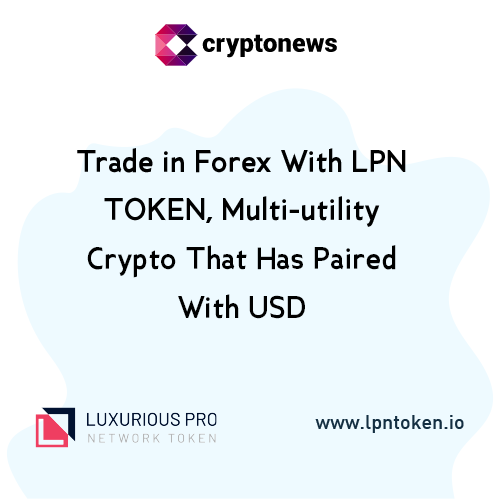 cryptonews
Trade in Forex With LPN
TOKEN, Multi-utility
Crypto That Has Paired
With USD
LUXURIOUS PRO
NETWORK TOKEN
www.lpntoken.io